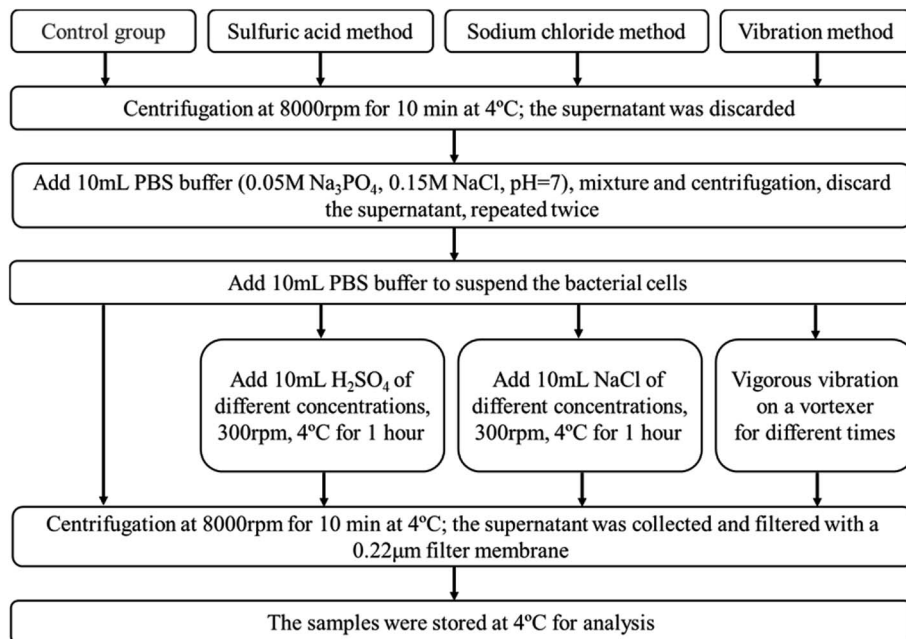 Control group
Sulfuric acid method
Sodium chloride method
Vibration method
Centrifugation at 8000rpm for 10 min at 4ºC; the supernatant was discarded
Add 10mL PBS buffer (0.05M Na₃PO₄, 0.15M NaCl, pH=7), mixture and centrifugation, discard
the supernatant, repeated twice
Add 10mL PBS buffer to suspend the bacterial cells
Add 10mL H₂SO₄ of
different concentrations,
300rpm, 4ºC for 1 hour
Add 10mL NaCl of
different concentrations,
300rpm, 4ºC for 1 hour
Vigorous vibration
on a vortexer
for different times
Centrifugation at 8000rpm for 10 min at 4ºC; the supernatant was collected and filtered with a
0.22μm filter membrane
The samples were stored at 4ºC for analysis